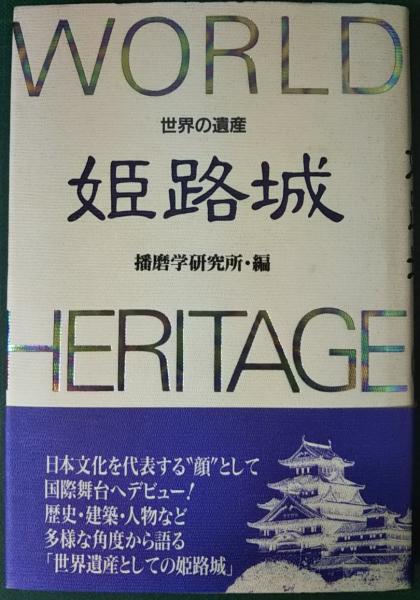 WORLD
世界の遺産
姫路城
播磨学研究所・編
HERITAGE
日本文化を代表する〝顔〟として
国際舞台へデビュー!
歴史・建築・人物など
多様な角度から語る
「世界遺産としての姫路城」